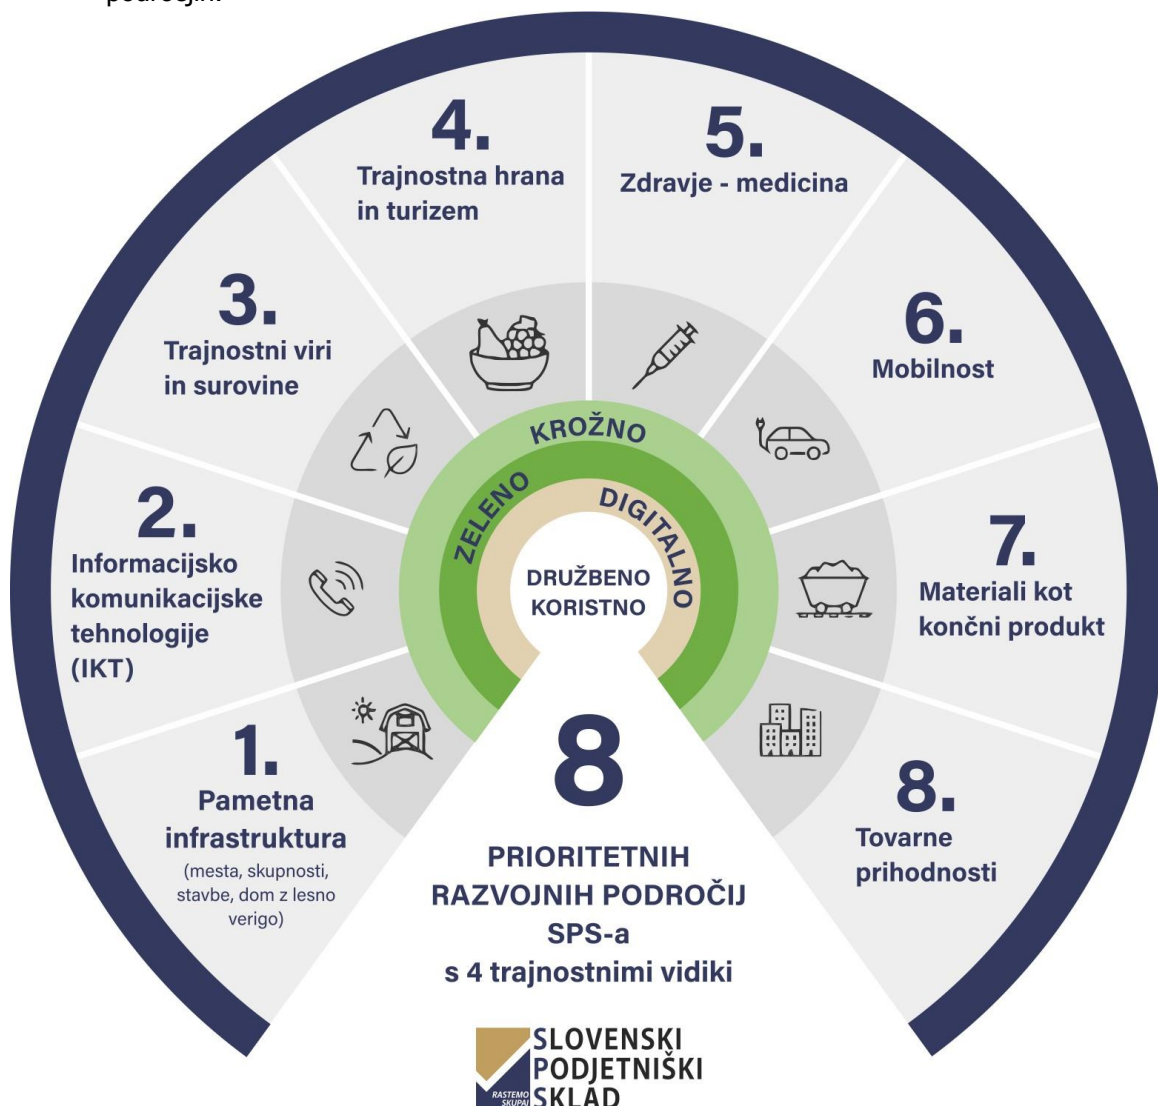 4.
Trajnostna hrana
in turizem
5.
Zdravje - medicina
3.
Trajnostni viri
in surovine
6.
Mobilnost
2.
Informacijsko
komunikacijske
tehnologije
(IKT)
7.
Materiali kot
končni produkt
1.
Pametna
infrastruktura
(mesta, skupnosti,
stavbe, dom z lesno
verigo)
8.
Tovarne
prihodnosti
KROŽNO
ZELENO
DIGITALNO
DRUŽBENO
KORISTNO
8
PRIORITETNIH
RAZVOJNIH PODROČIJ
SPS-a
s 4 trajnostnimi vidiki
SLOVENSKI
PODJETNIŠKI
SKLAD
RASTEMO
SKUPAJ